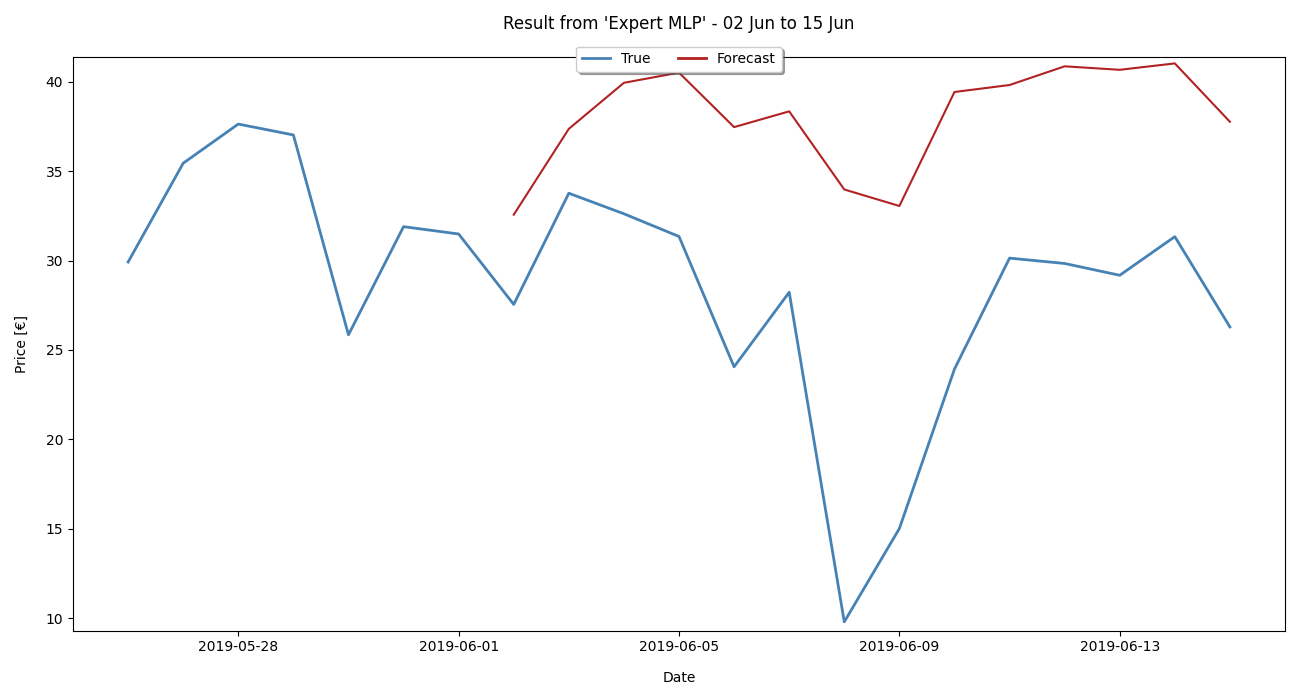 Result from 'Expert MLP' - 02 Jun to 15 Jun
True Forecast
40
35
30
25
20
15
10
Price [€]
2019-05-28 2019-06-01 2019-06-05 2019-06-09 2019-06-13
Date